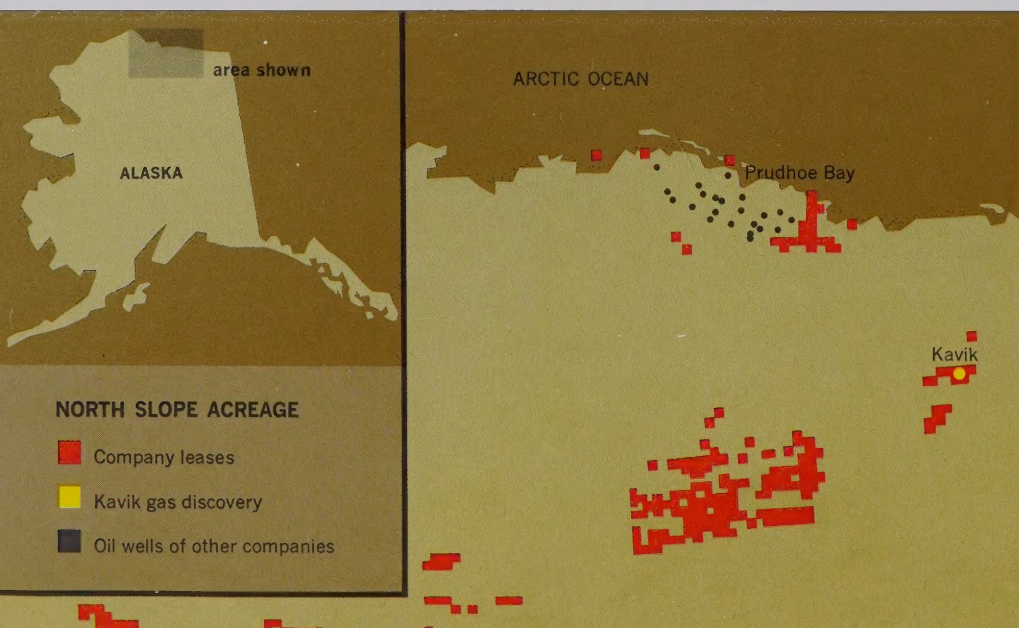 area shown
ARCTIC OCEAN
ALASKA
Prudhoe Bay
Kavik
NORTH SLOPE ACREAGE
Company leases
Kavik gas discovery
Oil wells of other companies